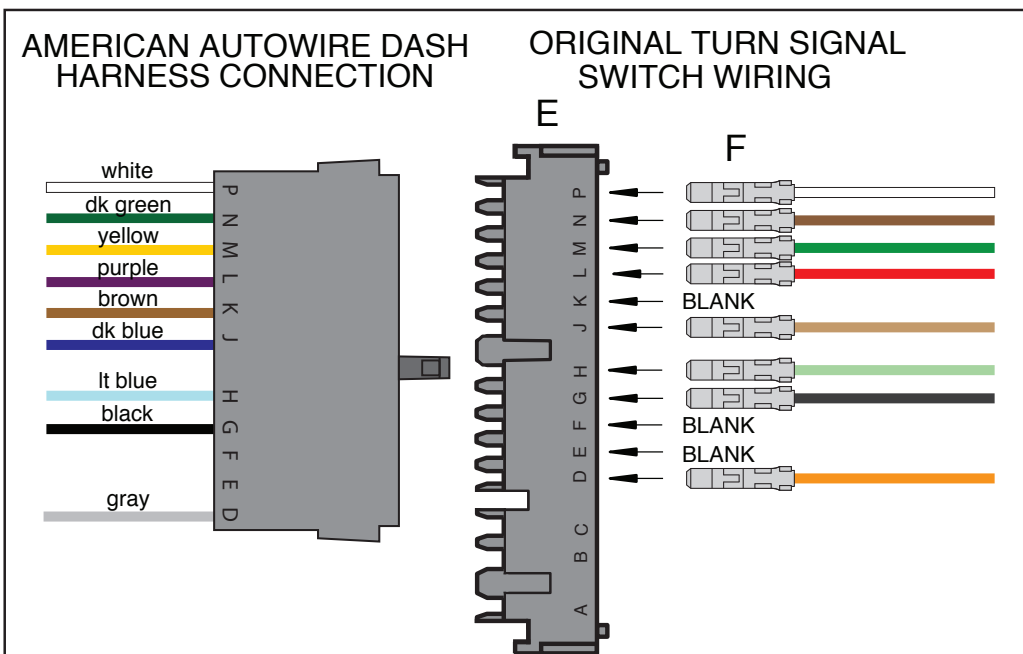 AMERICAN AUTOWIRE DASH
HARNESS CONNECTION
ORIGINAL TURN SIGNAL
SWITCH WIRING
E
F
white
dk green
yellow
purple
brown
dk blue
lt blue
black
gray
P
N
M
L
K
J
H
G
F
E
D
P
N
M
L
K
J
H
G
F
E
D
C
B
A
BLANK
BLANK
BLANK